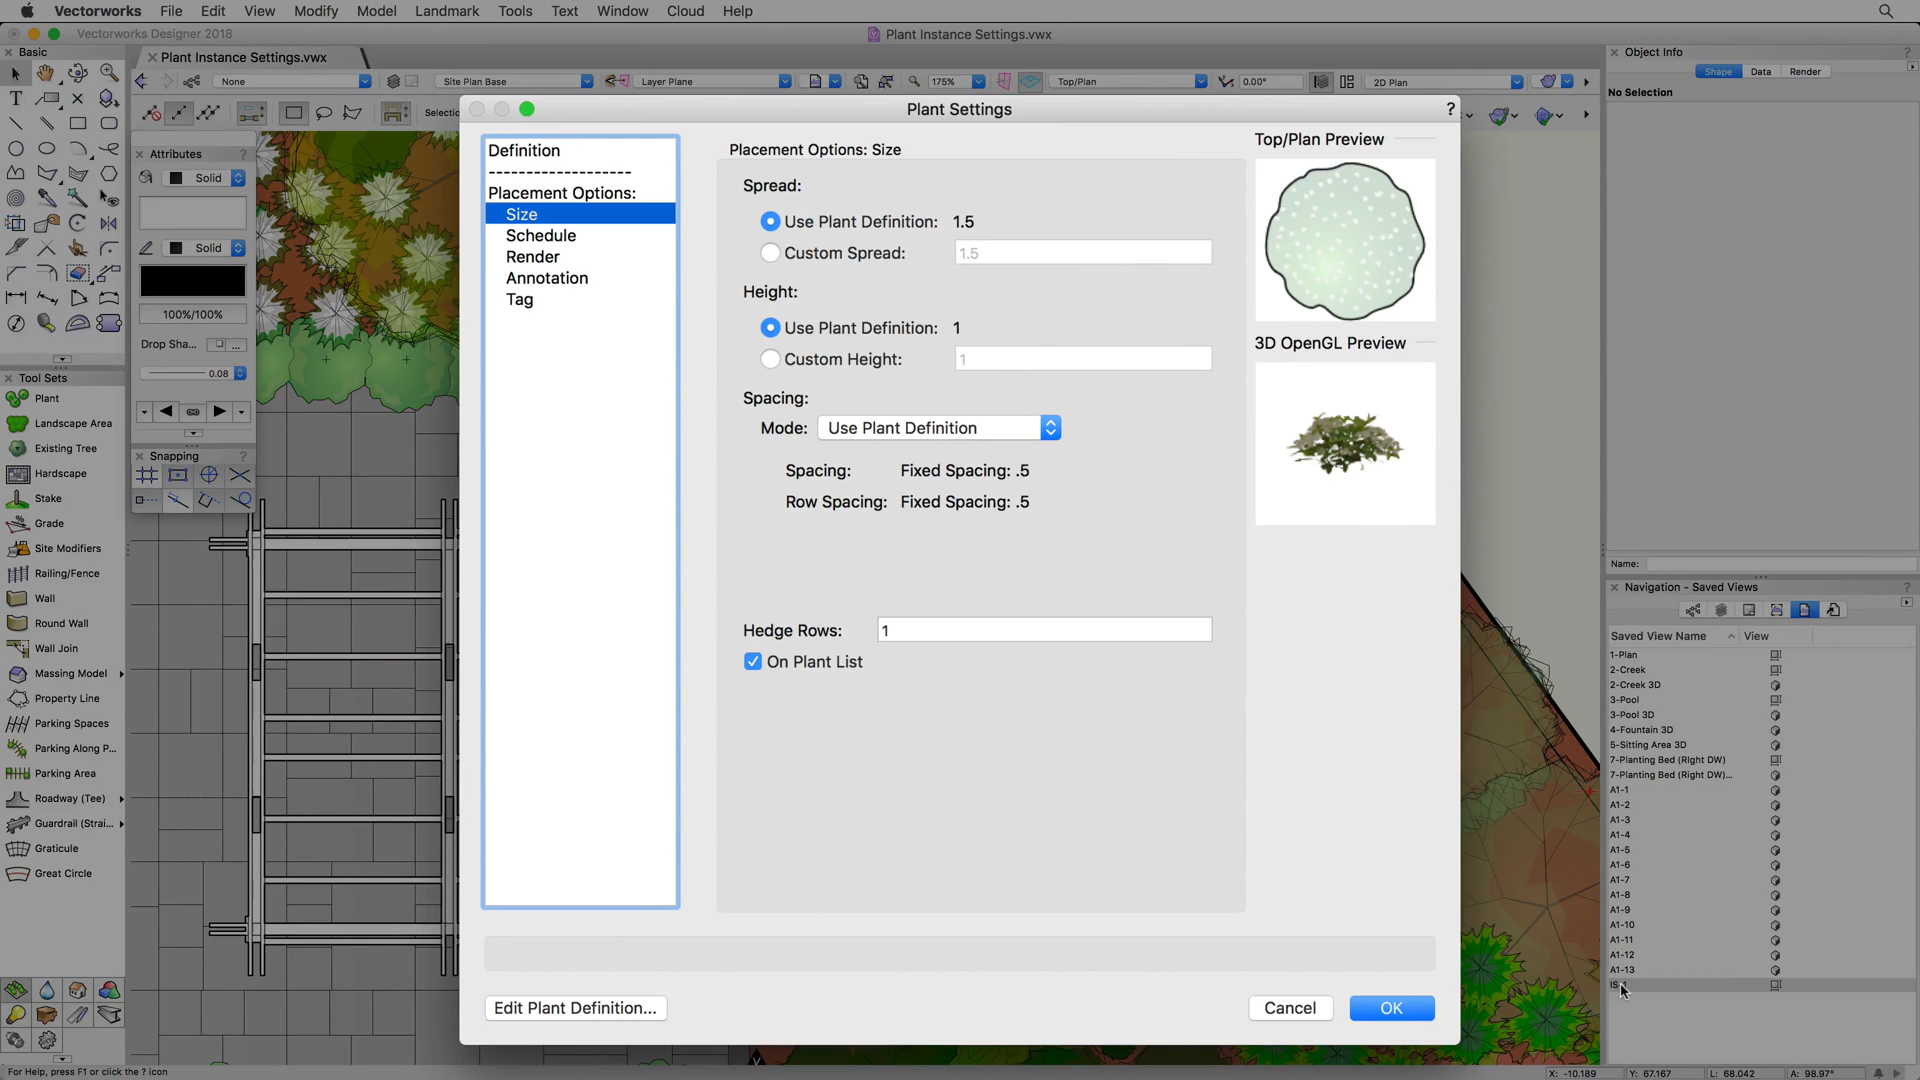 Vectorworks File Edit View Modify Model Landmark Tools Text Window Cloud Help
Vectorworks Designer 2018
Plant Instance Settings.vwx
Basic
Plant Instance Settings.vwx
None
Site Plan Base
Layer Plane
175%
Top/Plan
0.00°
2D Plan
Selectio
Attributes
?
Solid
Solid
100%/100%
Drop Sha...
...
0.08
Snapping
?
Tool Sets
Plant
Landscape Area
Existing Tree
Hardscape
Stake
Grade
Site Modifiers
Railing/Fence
Wall
Round Wall
Wall Join
Massing Model
Property Line
Parking Spaces
Parking Along P...
Parking Area
Roadway (Tee)
Guardrail (Strai...
Graticule
Great Circle
Plant Settings
?
Definition
-------------------
Placement Options:
Size
Schedule
Render
Annotation
Tag
Placement Options: Size
Spread:
Use Plant Definition: 1.5
Custom Spread: 1.5
Height:
Use Plant Definition: 1
Custom Height: 1
Spacing:
Mode: Use Plant Definition
Spacing: Fixed Spacing: .5
Row Spacing: Fixed Spacing: .5
Hedge Rows: 1
On Plant List
Top/Plan Preview
3D OpenGL Preview
Edit Plant Definition...
Cancel
OK
Object Info
?
Shape Data Render
No Selection
Name:
Navigation - Saved Views
?
Saved View Name View
1-Plan
2-Creek
2-Creek 3D
3-Pool
3-Pool 3D
4-Fountain 3D
5-Sitting Area 3D
7-Planting Bed (RIght DW)
7-Planting Bed (Right DW)...
A1-1
A1-2
A1-3
A1-4
A1-5
A1-6
A1-7
A1-8
A1-9
A1-10
A1-11
A1-12
A1-13
For Help, press F1 or click the ? icon
X: -10.189 Y: 67.167 L: 68.042 A: 98.97°